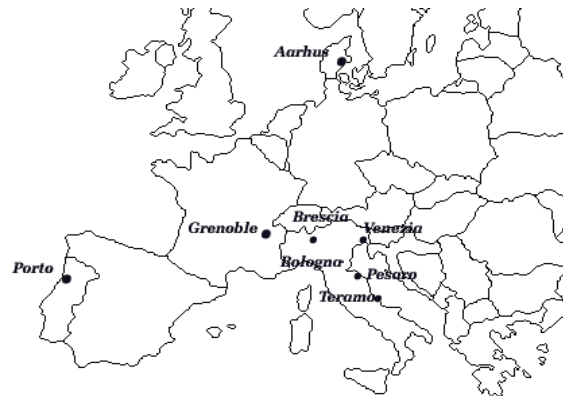 Aarhus
Brescia
Grenoble
Venezia
Bologna
Porto
Pesaro
Teramo